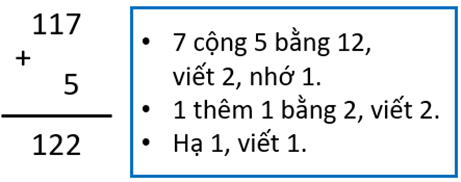 117
+
5
122
• 7 cộng 5 bằng 12,
viết 2, nhớ 1.
• 1 thêm 1 bằng 2, viết 2.
• Hạ 1, viết 1.